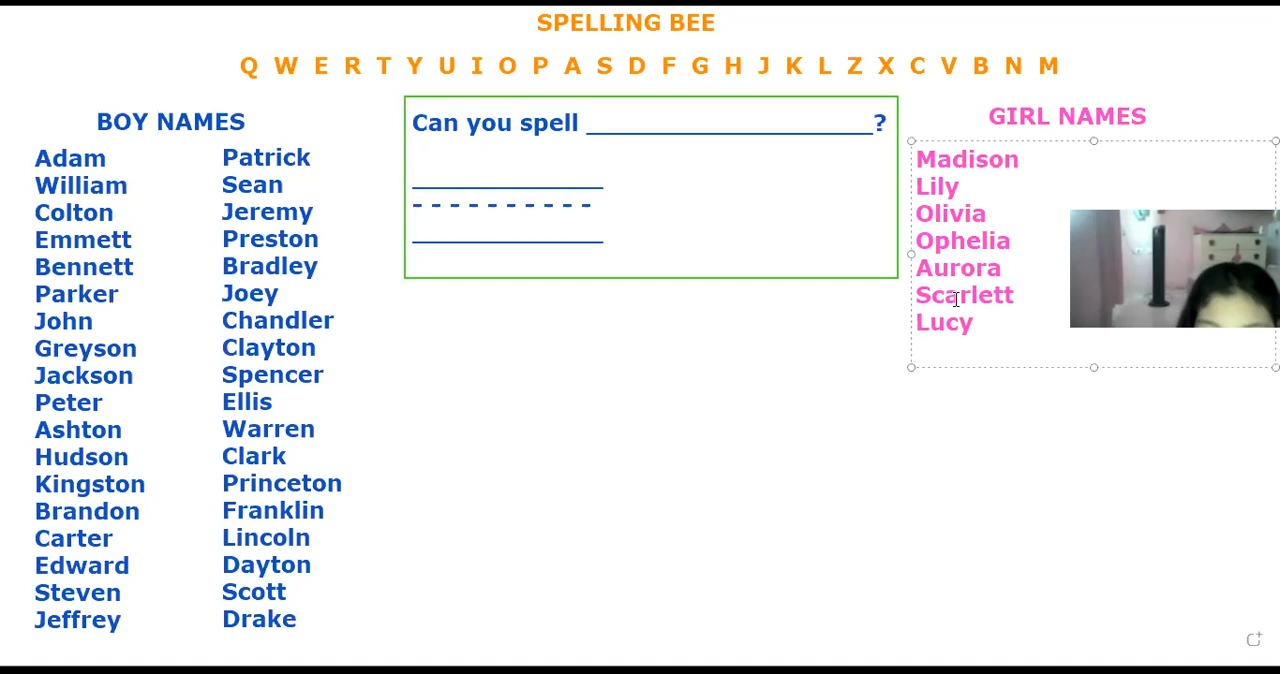 SPELLING BEE
Q W E R T Y U I O P A S D F G H J K L Z X C V B N M
BOY NAMES
Adam
William
Colton
Emmett
Bennett
Parker
John
Greyson
Jackson
Peter
Ashton
Hudson
Kingston
Brandon
Carter
Edward
Steven
Jeffrey
Patrick
Sean
Jeremy
Preston
Bradley
Joey
Chandler
Clayton
Spencer
Ellis
Warren
Clark
Princeton
Franklin
Lincoln
Dayton
Scott
Drake
Can you spell ______________________?
GIRL NAMES
Madison
Lily
Olivia
Ophelia
Aurora
Scarlett
Lucy